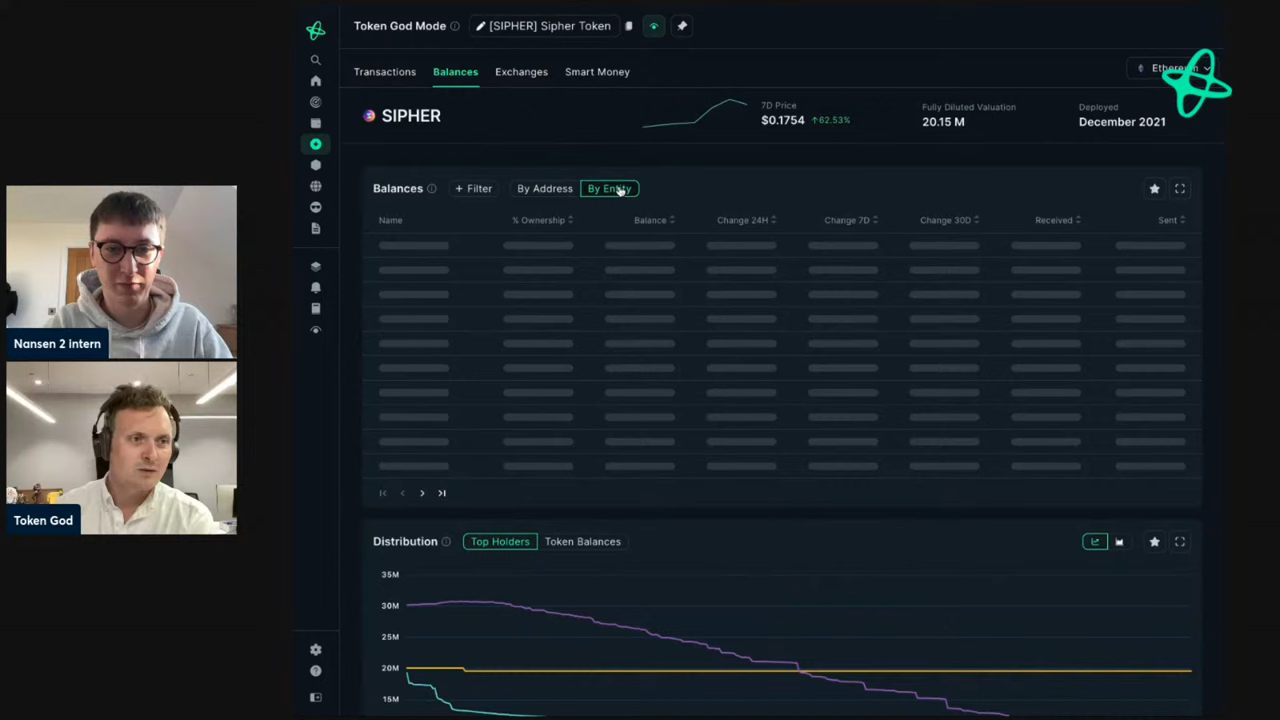 Token God Mode
[SIPHER] Sipher Token
Transactions
Balances
Exchanges
Smart Money
SIPHER
7D Price
$0.1754 ↑62.53%
Fully Diluted Valuation
20.15 M
Deployed
December 2021
Balances
+ Filter
By Address
By Entity
Name
% Ownership
Balance
Change 24H
Change 7D
Change 30D
Received
Sent
Nansen 2 Intern
Token God
Distribution
Top Holders
Token Balances
35M
30M
25M
20M
15M